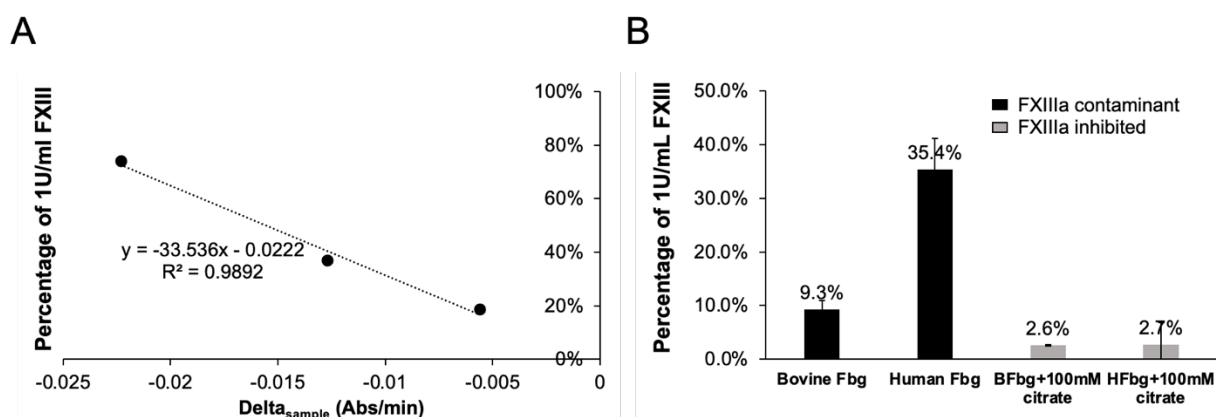 A
Percentage of 1U/ml FXIII
100%
80%
60%
40%
20%
0%
y = -33.536x - 0.0222
R² = 0.9892
-0.025
-0.02
-0.015
-0.01
-0.005
0
Delta_sample (Abs/min)
B
Percentage of 1U/mL FXIII
50.0%
40.0%
30.0%
20.0%
10.0%
0.0%
FXIIIa contaminant
FXIIIa inhibited
9.3%
35.4%
2.6%
2.7%
Bovine Fbg
Human Fbg
BFbg+100mM
citrate
HFbg+100mM
citrate